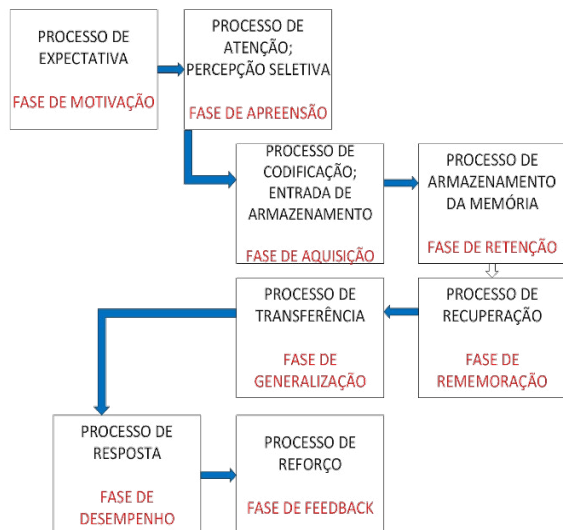 PROCESSO DE
EXPECTATIVA
FASE DE MOTIVAÇÃO
PROCESSO DE
ATENÇÃO;
PERCEPÇÃO SELETIVA
FASE DE APREENSÃO
PROCESSO DE
CODIFICAÇÃO;
ENTRADA DE
ARMAZENAMENTO
FASE DE AQUISIÇÃO
PROCESSO DE
ARMAZENAMENTO
DA MEMÓRIA
FASE DE RETENÇÃO
PROCESSO DE
RECUPERAÇÃO
FASE DE
REMEMORAÇÃO
PROCESSO DE
TRANSFERÊNCIA
FASE DE
GENERALIZAÇÃO
PROCESSO DE
RESPOSTA
FASE DE
DESEMPENHO
PROCESSO DE
REFORÇO
FASE DE FEEDBACK